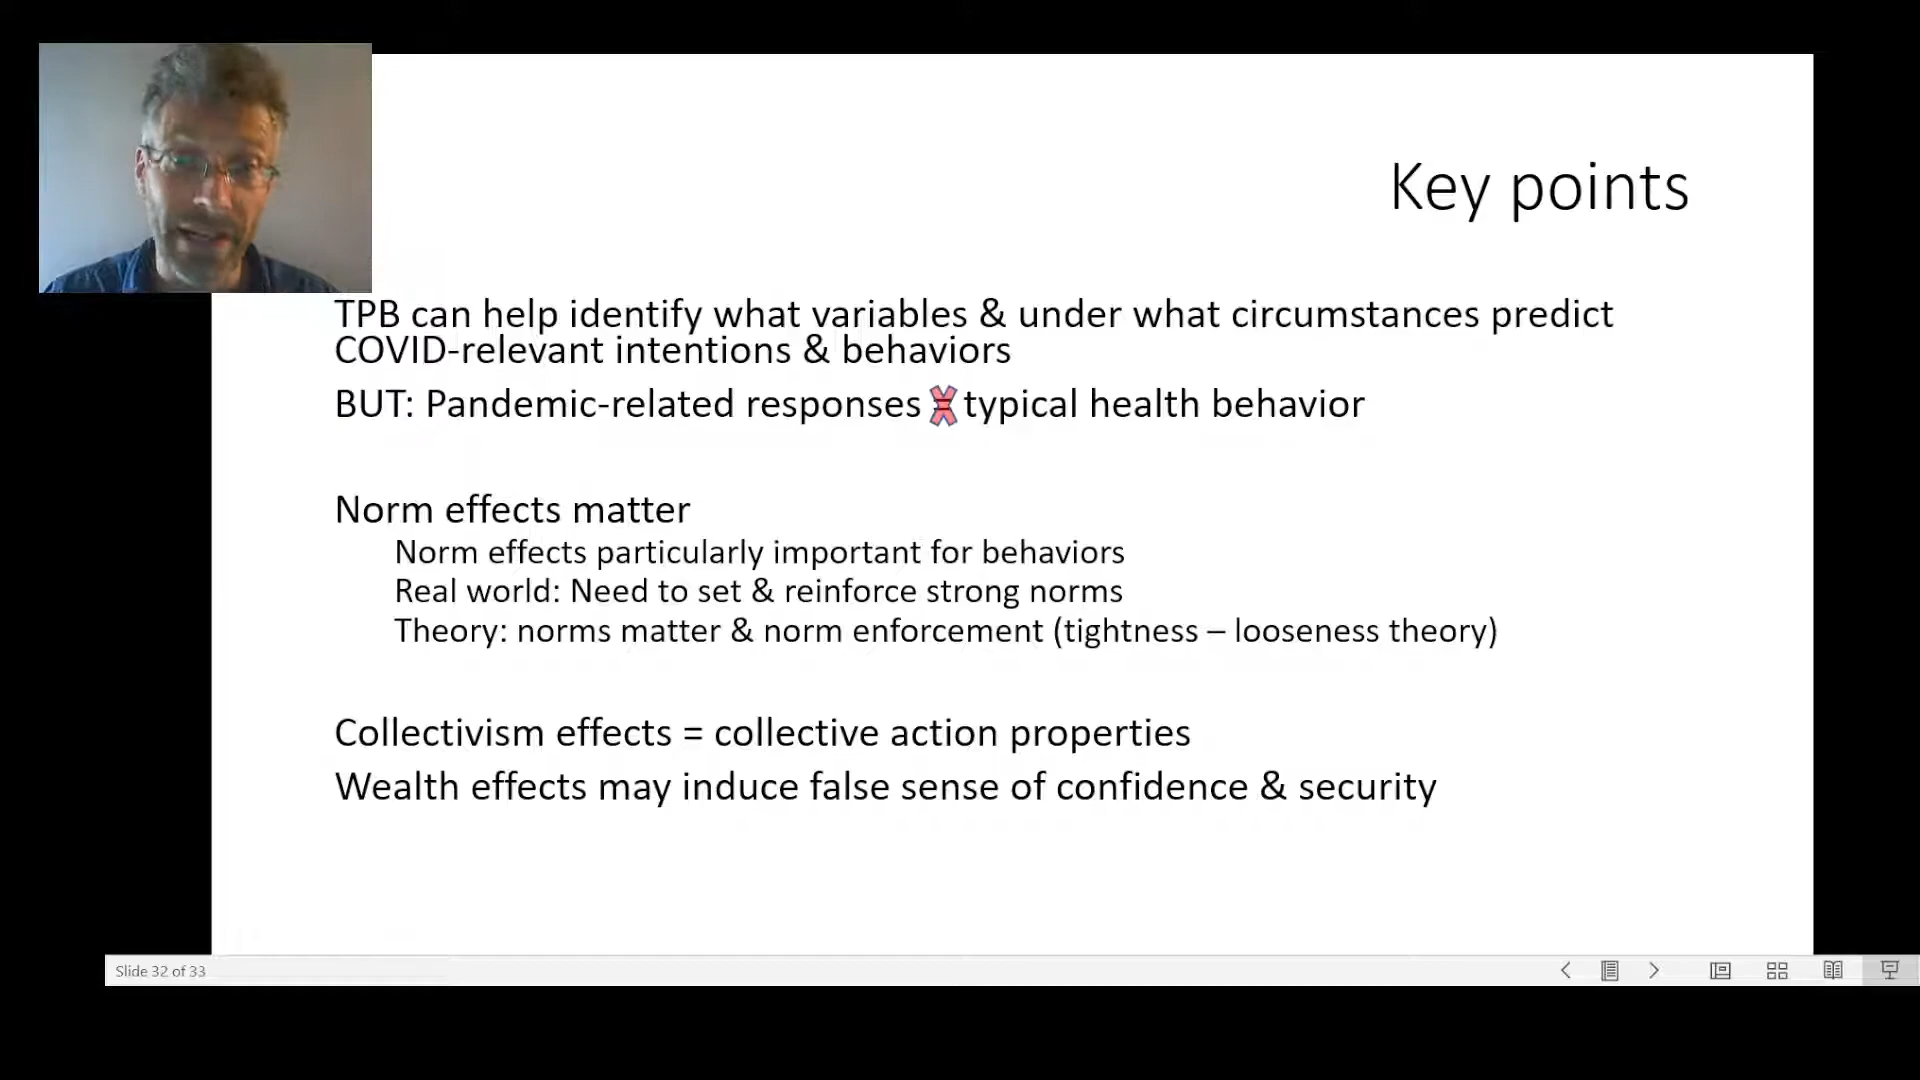 Key points
TPB can help identify what variables & under what circumstances predict
COVID-relevant intentions & behaviors
BUT: Pandemic-related responses = typical health behavior
Norm effects matter
Norm effects particularly important for behaviors
Real world: Need to set & reinforce strong norms
Theory: norms matter & norm enforcement (tightness – looseness theory)
Collectivism effects = collective action properties
Wealth effects may induce false sense of confidence & security
Slide 32 of 33